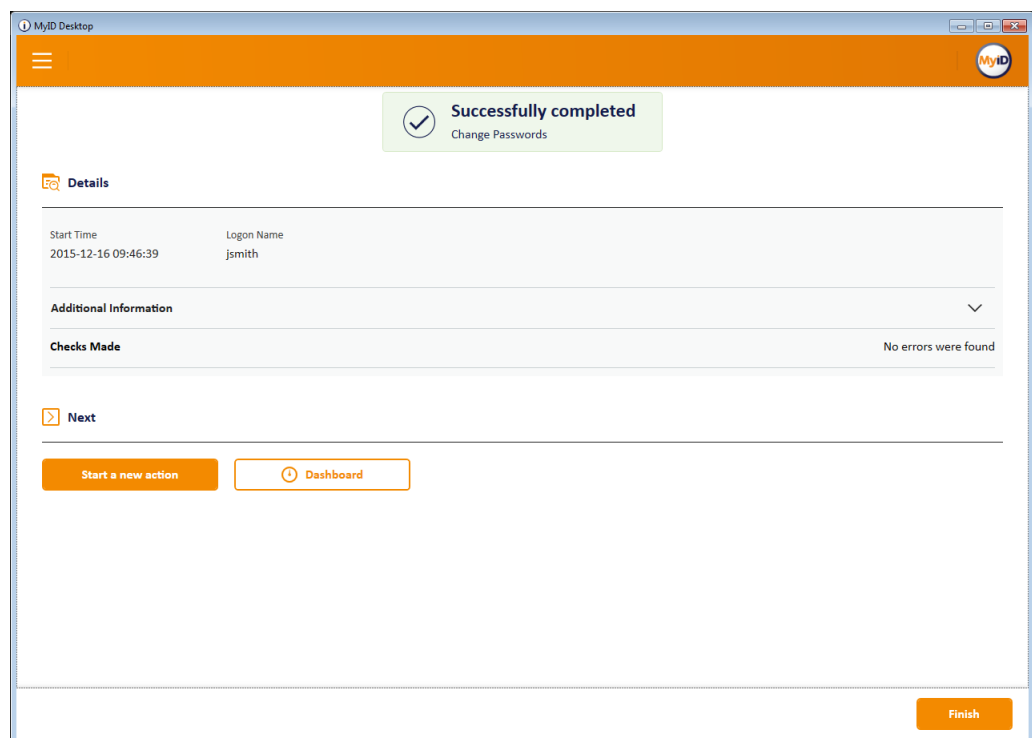 MyID Desktop
MyID
Successfully completed
Change Passwords
Details
Start Time Logon Name
2015-12-16 09:46:39 jsmith
Additional Information
Checks Made No errors were found
Next
Start a new action Dashboard
Finish